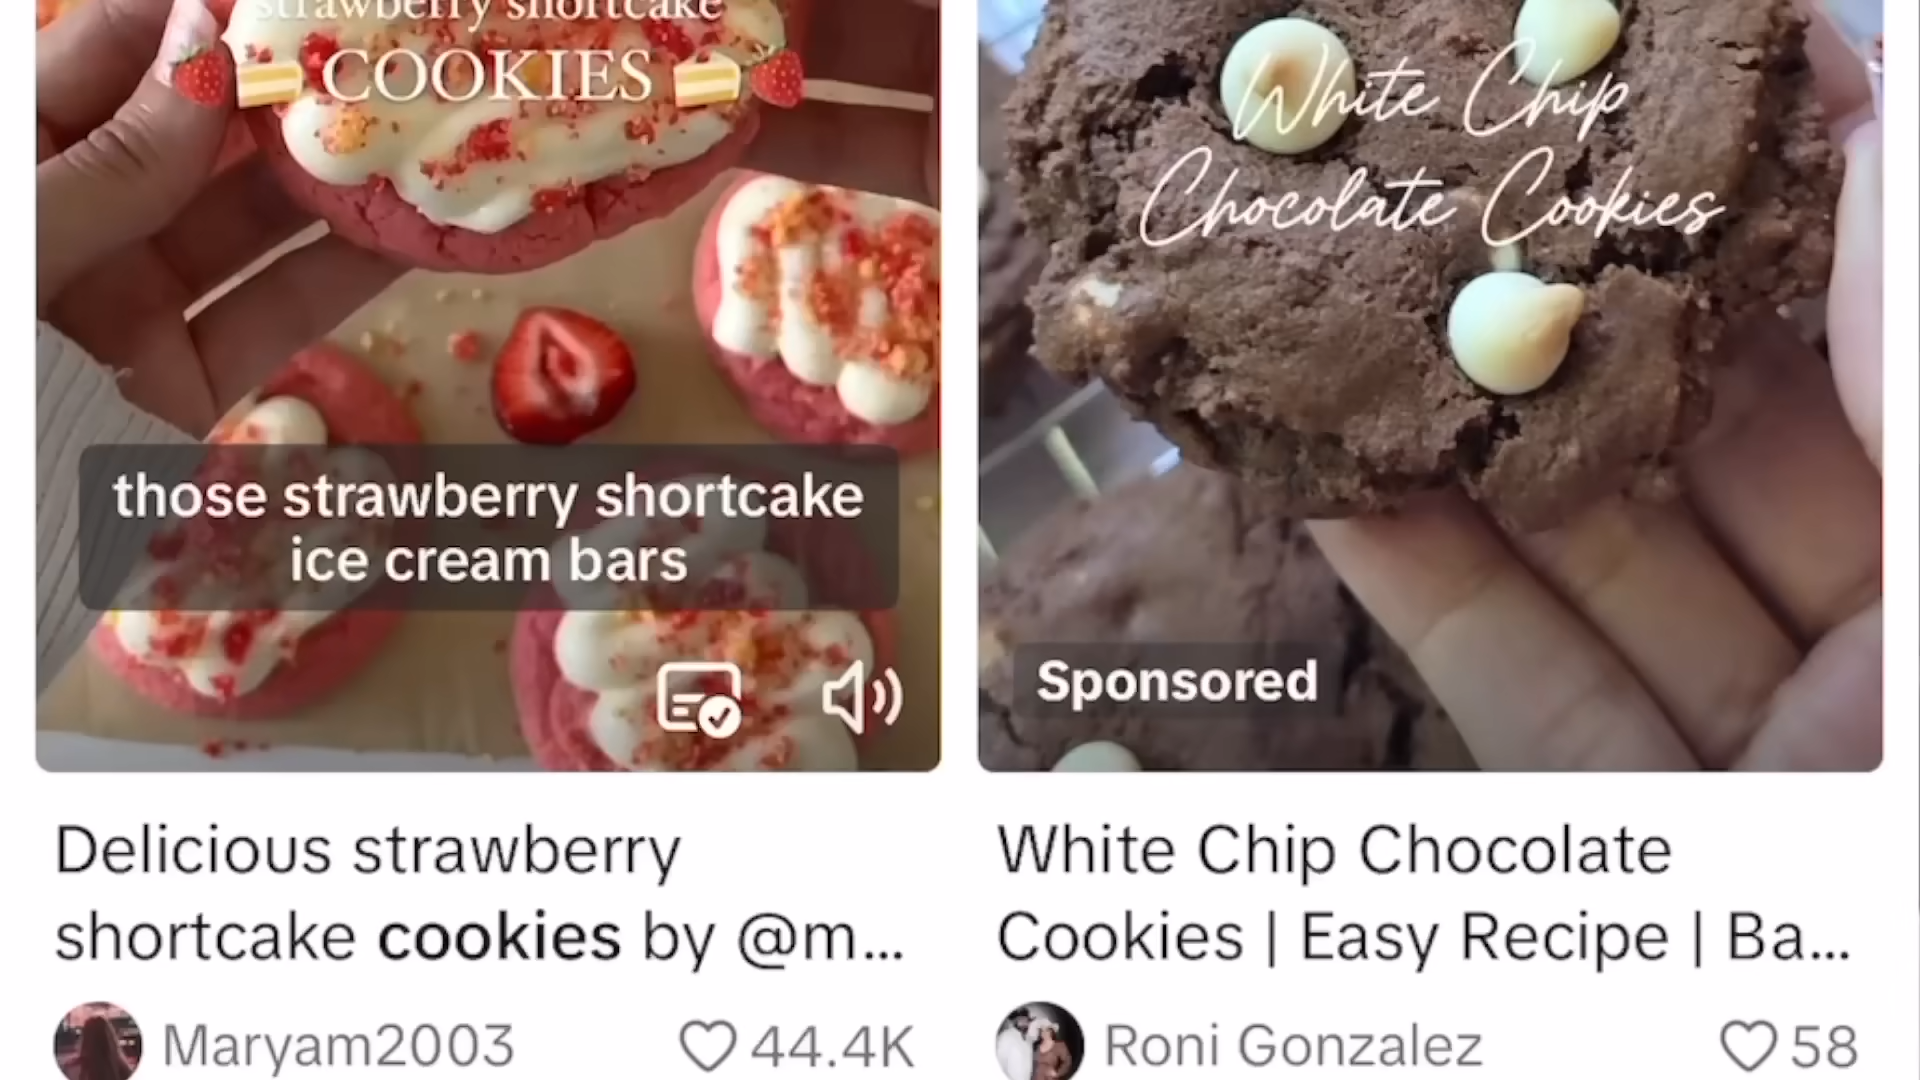 strawberry shortcake
COOKIES
those strawberry shortcake
ice cream bars
Delicious strawberry
shortcake cookies by @m...
Maryam2003
44.4K
White Chip
Chocolate Cookies
Sponsored
White Chip Chocolate
Cookies | Easy Recipe | Ba...
Roni Gonzalez
58